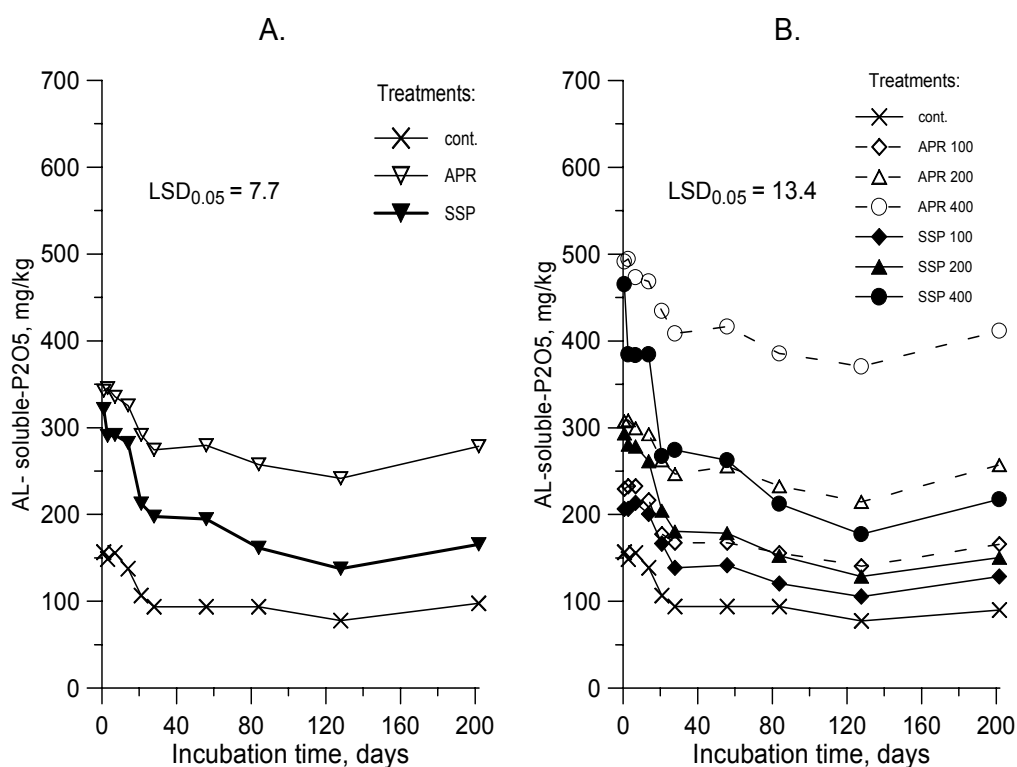 A.
700
600
500
400
300
200
100
0
AL- soluble-P2O5, mg/kg
Treatments:
cont.
APR
SSP
LSD0.05 = 7.7
0 40 80 120 160 200
Incubation time, days
B.
700
600
500
400
300
200
100
0
AL-soluble-P2O5, mg/kg
Treatments:
cont.
APR 100
APR 200
APR 400
SSP 100
SSP 200
SSP 400
LSD0.05 = 13.4
0 40 80 120 160 200
Incubation time, days